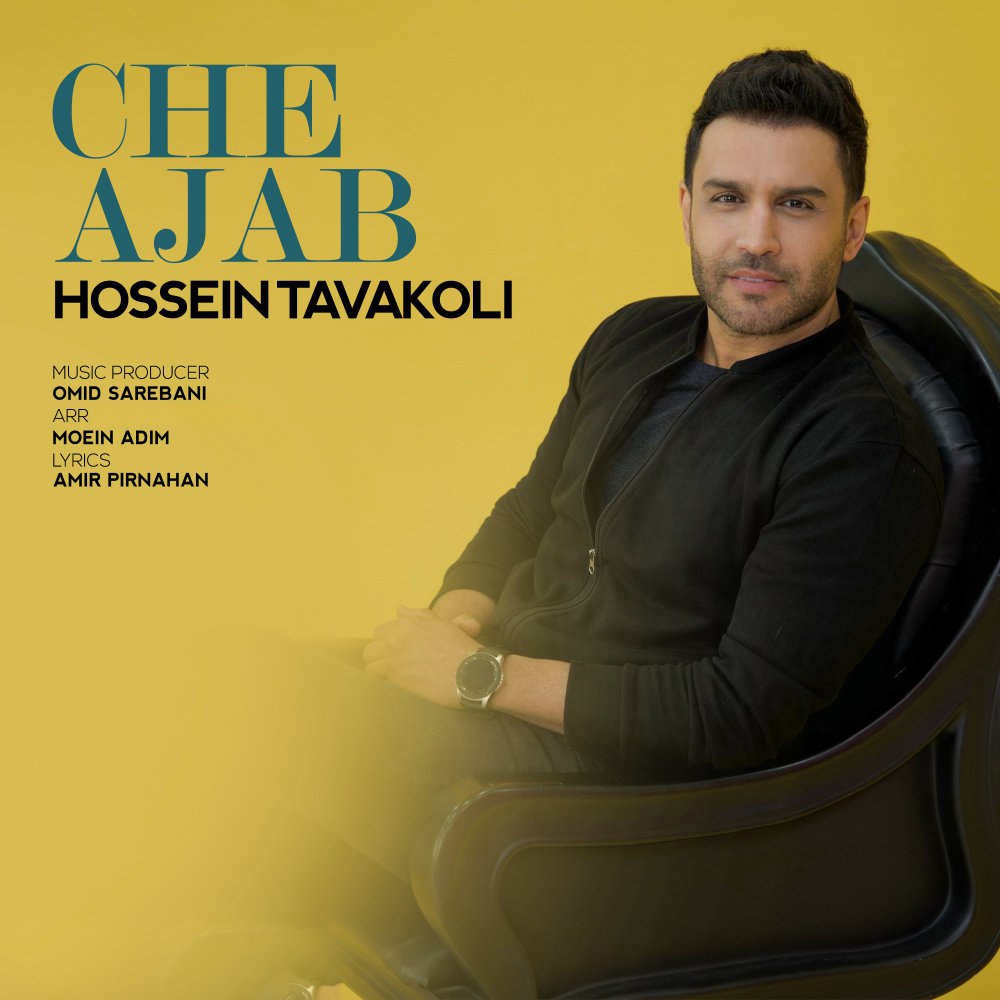 CHE
AJAB
HOSSEIN TAVAKOLI
MUSIC PRODUCER
OMID SAREBANI
ARR
MOEIN ADIM
LYRICS
AMIR PIRNAHAN